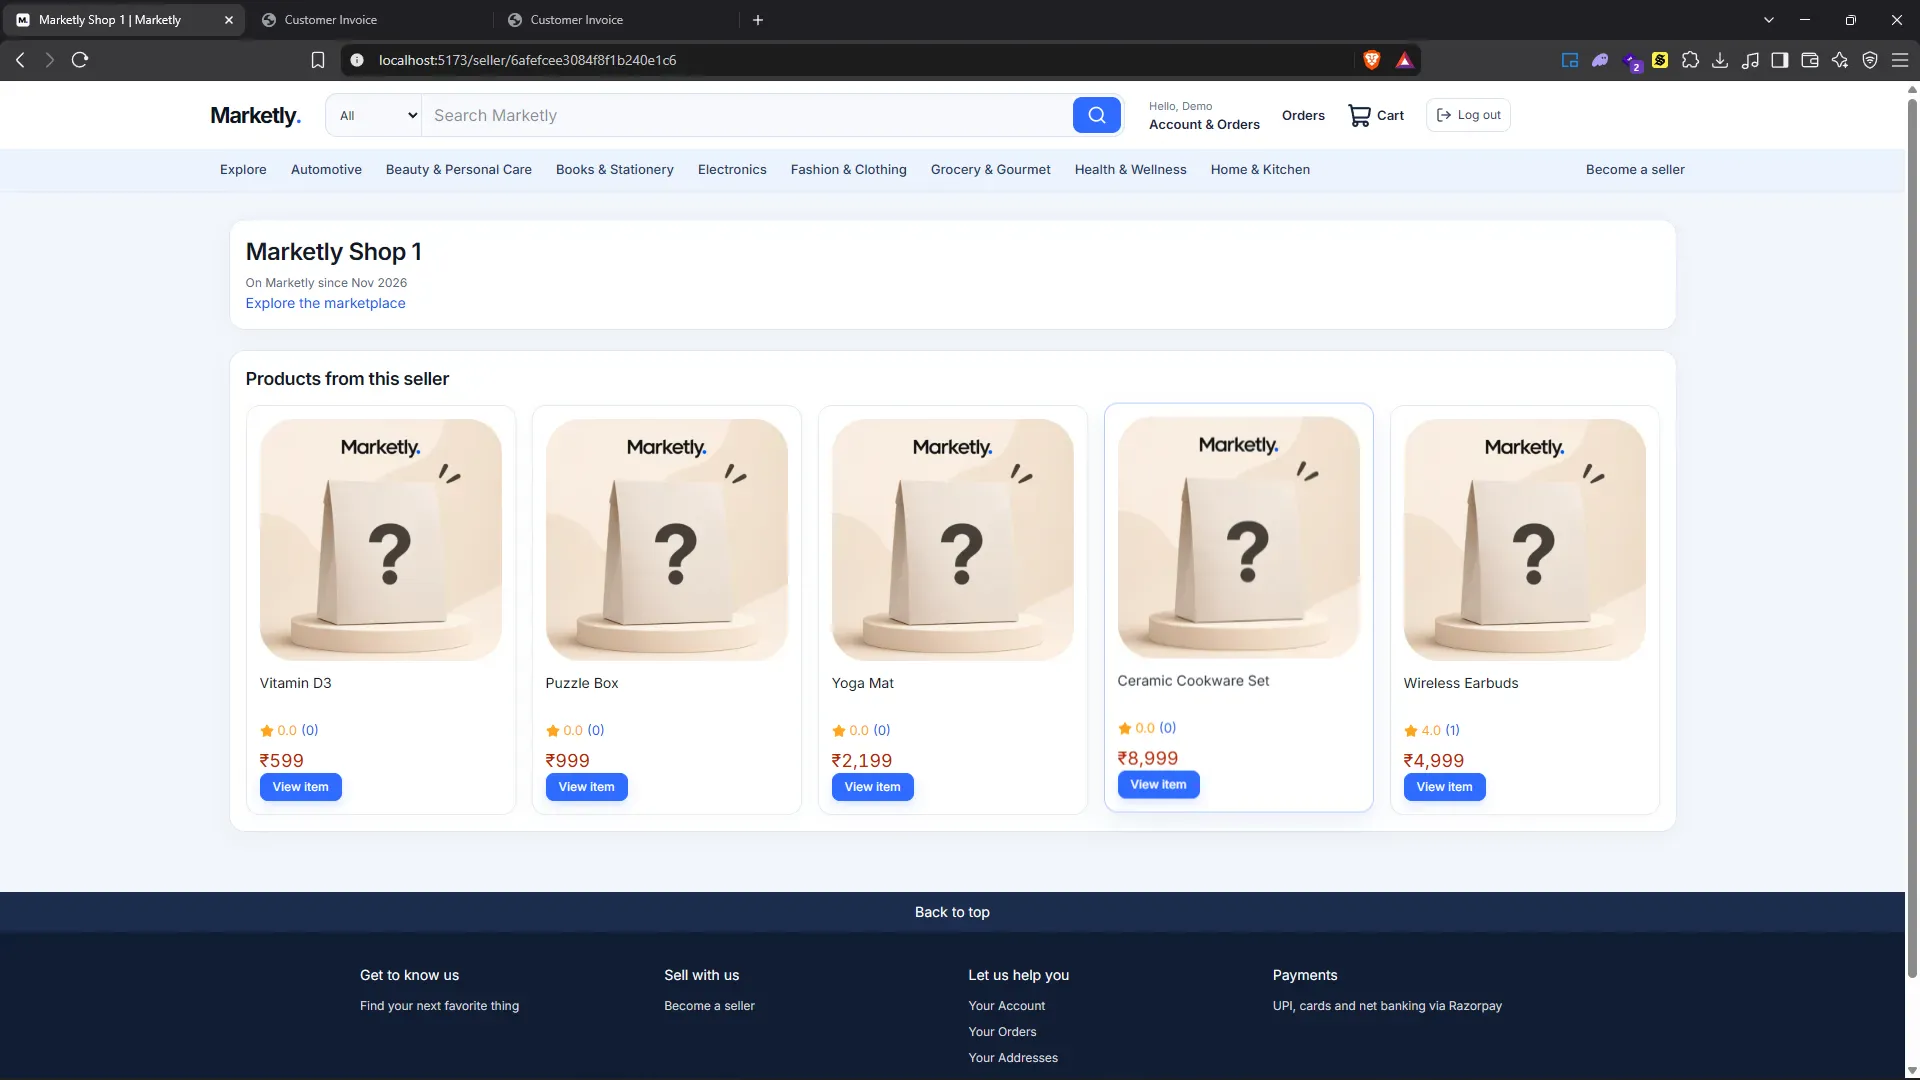 Marketly Shop 1 | Marketly
Customer Invoice
Customer Invoice
localhost:5173/seller/6afefcee3084f8f1b240e1c6
2
Marketly.
All
Search Marketly
Hello, Demo
Account & Orders
Orders
Cart
Log out
Explore
Automotive
Beauty & Personal Care
Books & Stationery
Electronics
Fashion & Clothing
Grocery & Gourmet
Health & Wellness
Home & Kitchen
Become a seller
Marketly Shop 1
On Marketly since Nov 2026
Explore the marketplace
Products from this seller
Marketly.
?
Vitamin D3
0.0 (0)
₹599
View item
Marketly.
?
Puzzle Box
0.0 (0)
₹999
View item
Marketly.
?
Yoga Mat
0.0 (0)
₹2,199
View item
Marketly.
?
Ceramic Cookware Set
0.0 (0)
₹8,999
View item
Marketly.
?
Wireless Earbuds
4.0 (1)
₹4,999
View item
Back to top
Get to know us
Find your next favorite thing
Sell with us
Become a seller
Let us help you
Your Account
Your Orders
Your Addresses
Payments
UPI, cards and net banking via Razorpay